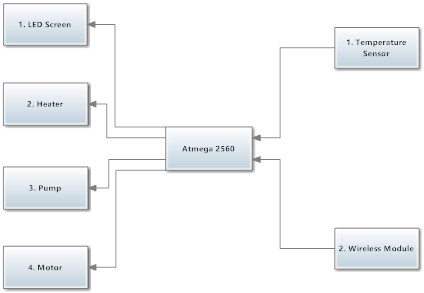 1. LED Screen
1. Temperature
Sensor
2. Heater
Atmega 2560
3. Pump
4. Motor
2. Wireless Module